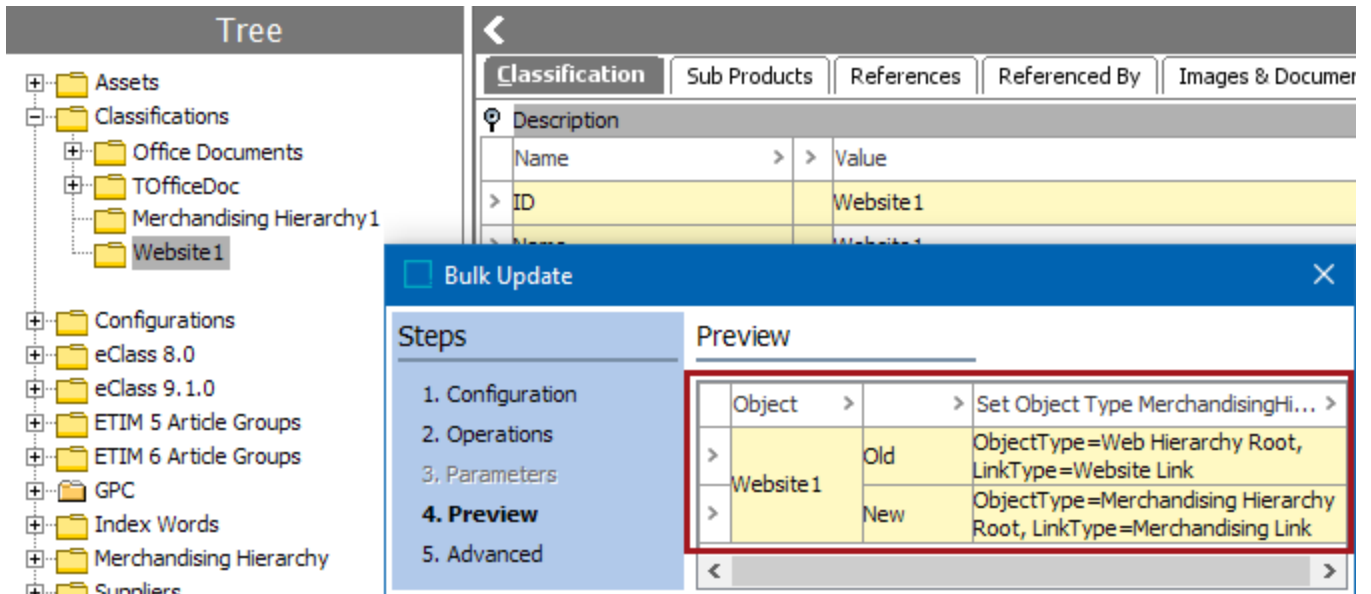 Tree
Assets
Classifications
Office Documents
TOfficeDoc
Merchandising Hierarchy1
Website1
Configurations
eClass 8.0
eClass 9.1.0
ETIM 5 Article Groups
ETIM 6 Article Groups
GPC
Index Words
Merchandising Hierarchy
Suppliers
Classification Sub Products References Referenced By Images & Documen
Description
Name > > Value
> ID Website1
> Name Website1
Bulk Update
Steps
1. Configuration
2. Operations
3. Parameters
4. Preview
5. Advanced
Preview
Object > > Set Object Type MerchandisingHi... >
Website1
Old
ObjectType=Web Hierarchy Root,
LinkType=Website Link
New
ObjectType=Merchandising Hierarchy
Root, LinkType=Merchandising Link